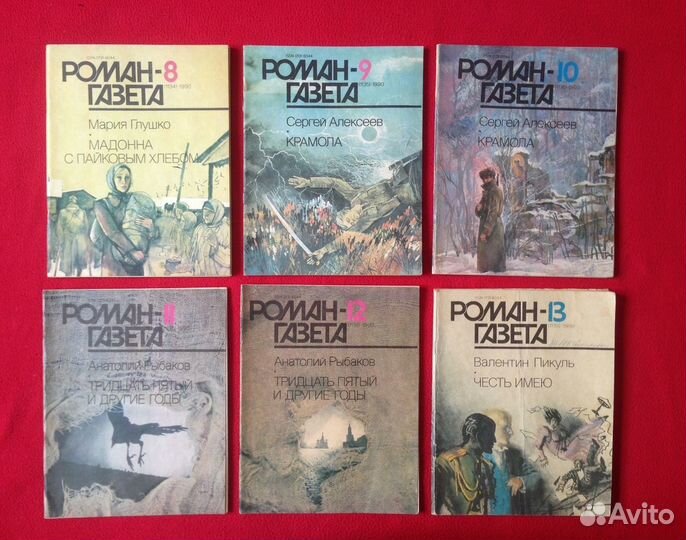 РОМАН-8
ГАЗЕТА
Мария Глушко
МАДОННА
С ПАЙКОВЫМ ХЛЕБОМ
РОМАН-9
ГАЗЕТА
Сергей Алексеев
КРАМОЛА
РОМАН-10
ГАЗЕТА
Сергей Алексеев
КРАМОЛА
РОМАН-11
ГАЗЕТА
Анатолий Рыбаков
ТРИДЦАТЬ ПЯТЫЙ
И ДРУГИЕ ГОДЫ
РОМАН-12
ГАЗЕТА
Анатолий Рыбаков
ТРИДЦАТЬ ПЯТЫЙ
И ДРУГИЕ ГОДЫ
РОМАН-13
ГАЗЕТА
Валентин Пикуль
ЧЕСТЬ ИМЕЮ
Avito